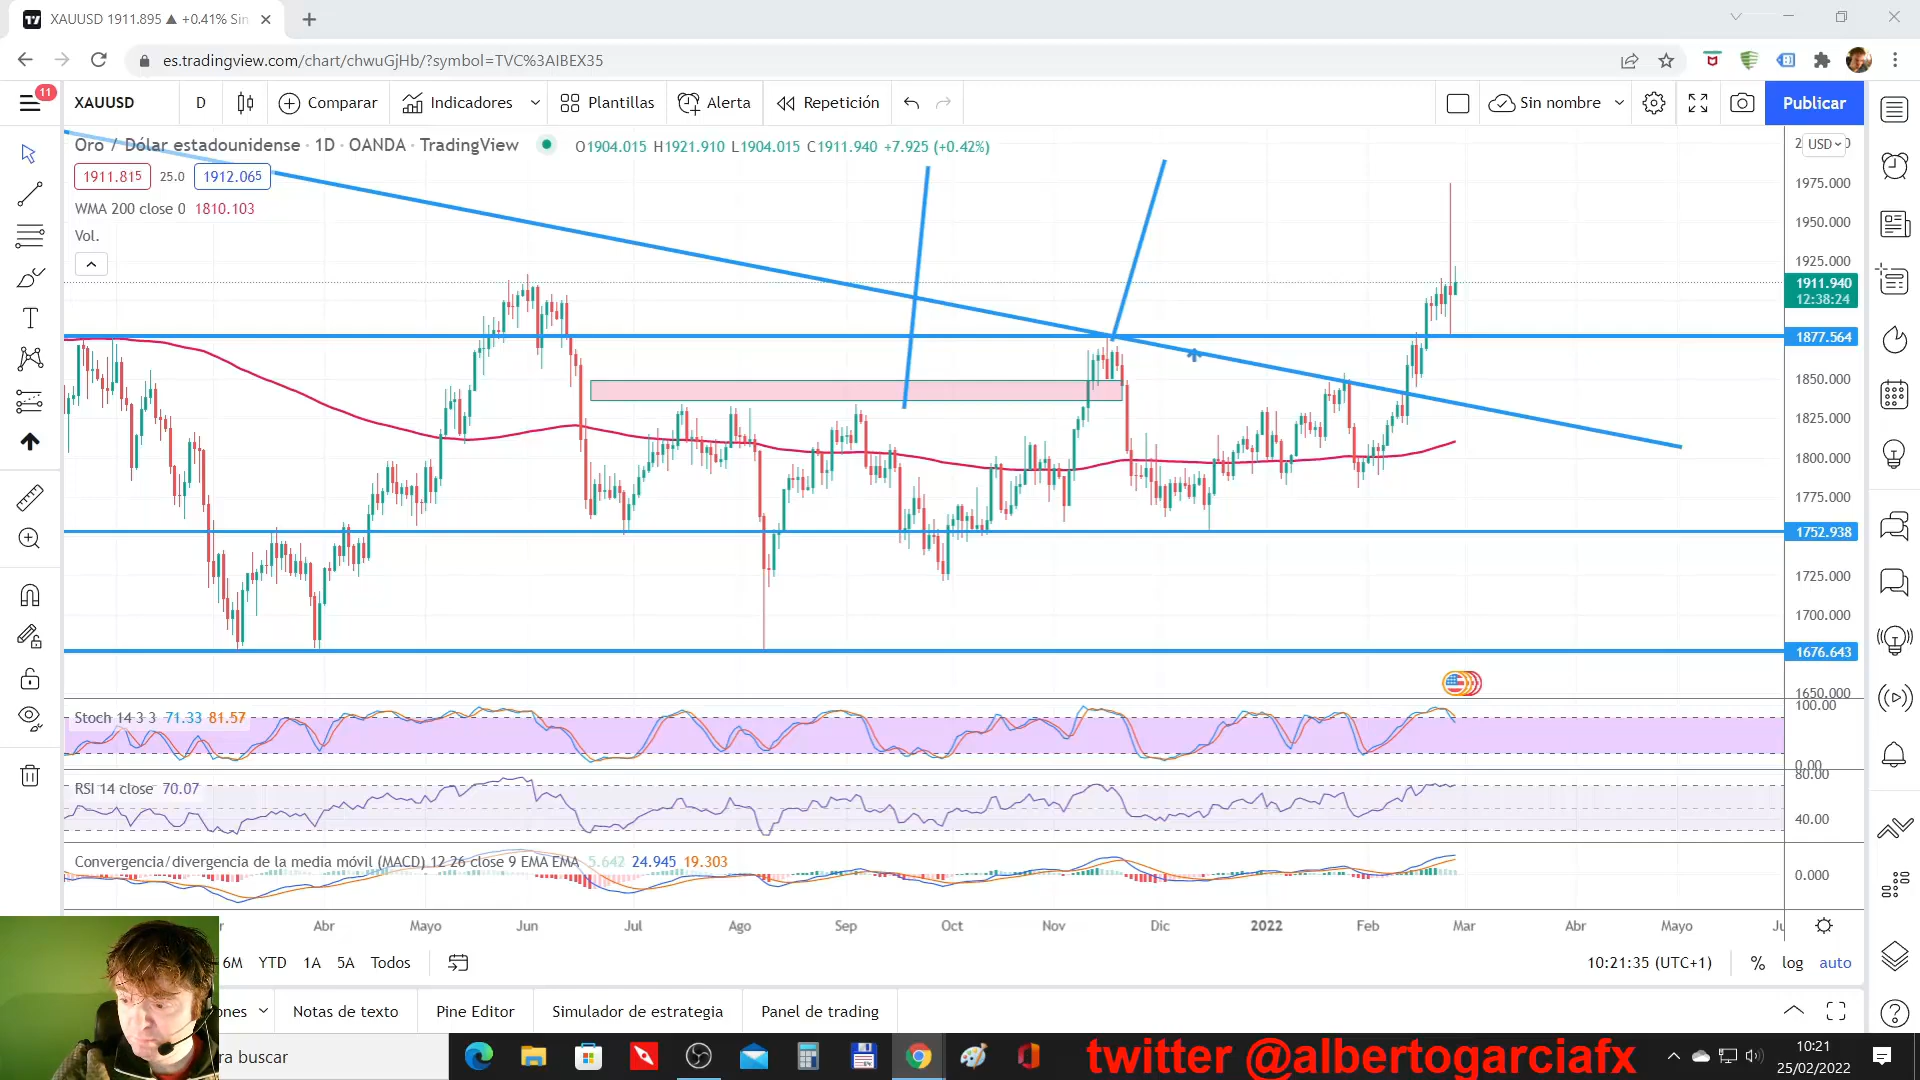 XAUUSD 1911.895 ▲ +0.41% Sin
es.tradingview.com/chart/chwuGjHb/?symbol=TVC%3AIBEX35
11
XAUUSD D Comparar Indicadores Plantillas Alerta Repetición Sin nombre Publicar
Oro / Dólar estadounidense · 1D · OANDA · TradingView O1904.015 H1921.910 L1904.015 C1911.940 +7.925 (+0.42%)
USD
1911.815 25.0 1912.065
WMA 200 close 0 1810.103
Vol.
1975.000
1950.000
1925.000
1911.940
12:38:24
1877.564
1850.000
1825.000
1800.000
1775.000
1752.938
1725.000
1700.000
1676.643
1650.000
Stoch 14 3 3 71.33 81.57
100.00
0.00
RSI 14 close 70.07
80.00
40.00
Convergencia/divergencia de la media móvil (MACD) 12 26 close 9 EMA EMA 5.642 24.945 19.303
0.000
Abr Mayo Jun Jul Ago Sep Oct Nov Dic 2022 Feb Mar Abr Mayo
6M YTD 1A 5A Todos
10:21:35 (UTC+1) % log auto
ones Notas de texto Pine Editor Simulador de estrategia Panel de trading
ra buscar
twitter @albertogarciafx
10:21
25/02/2022